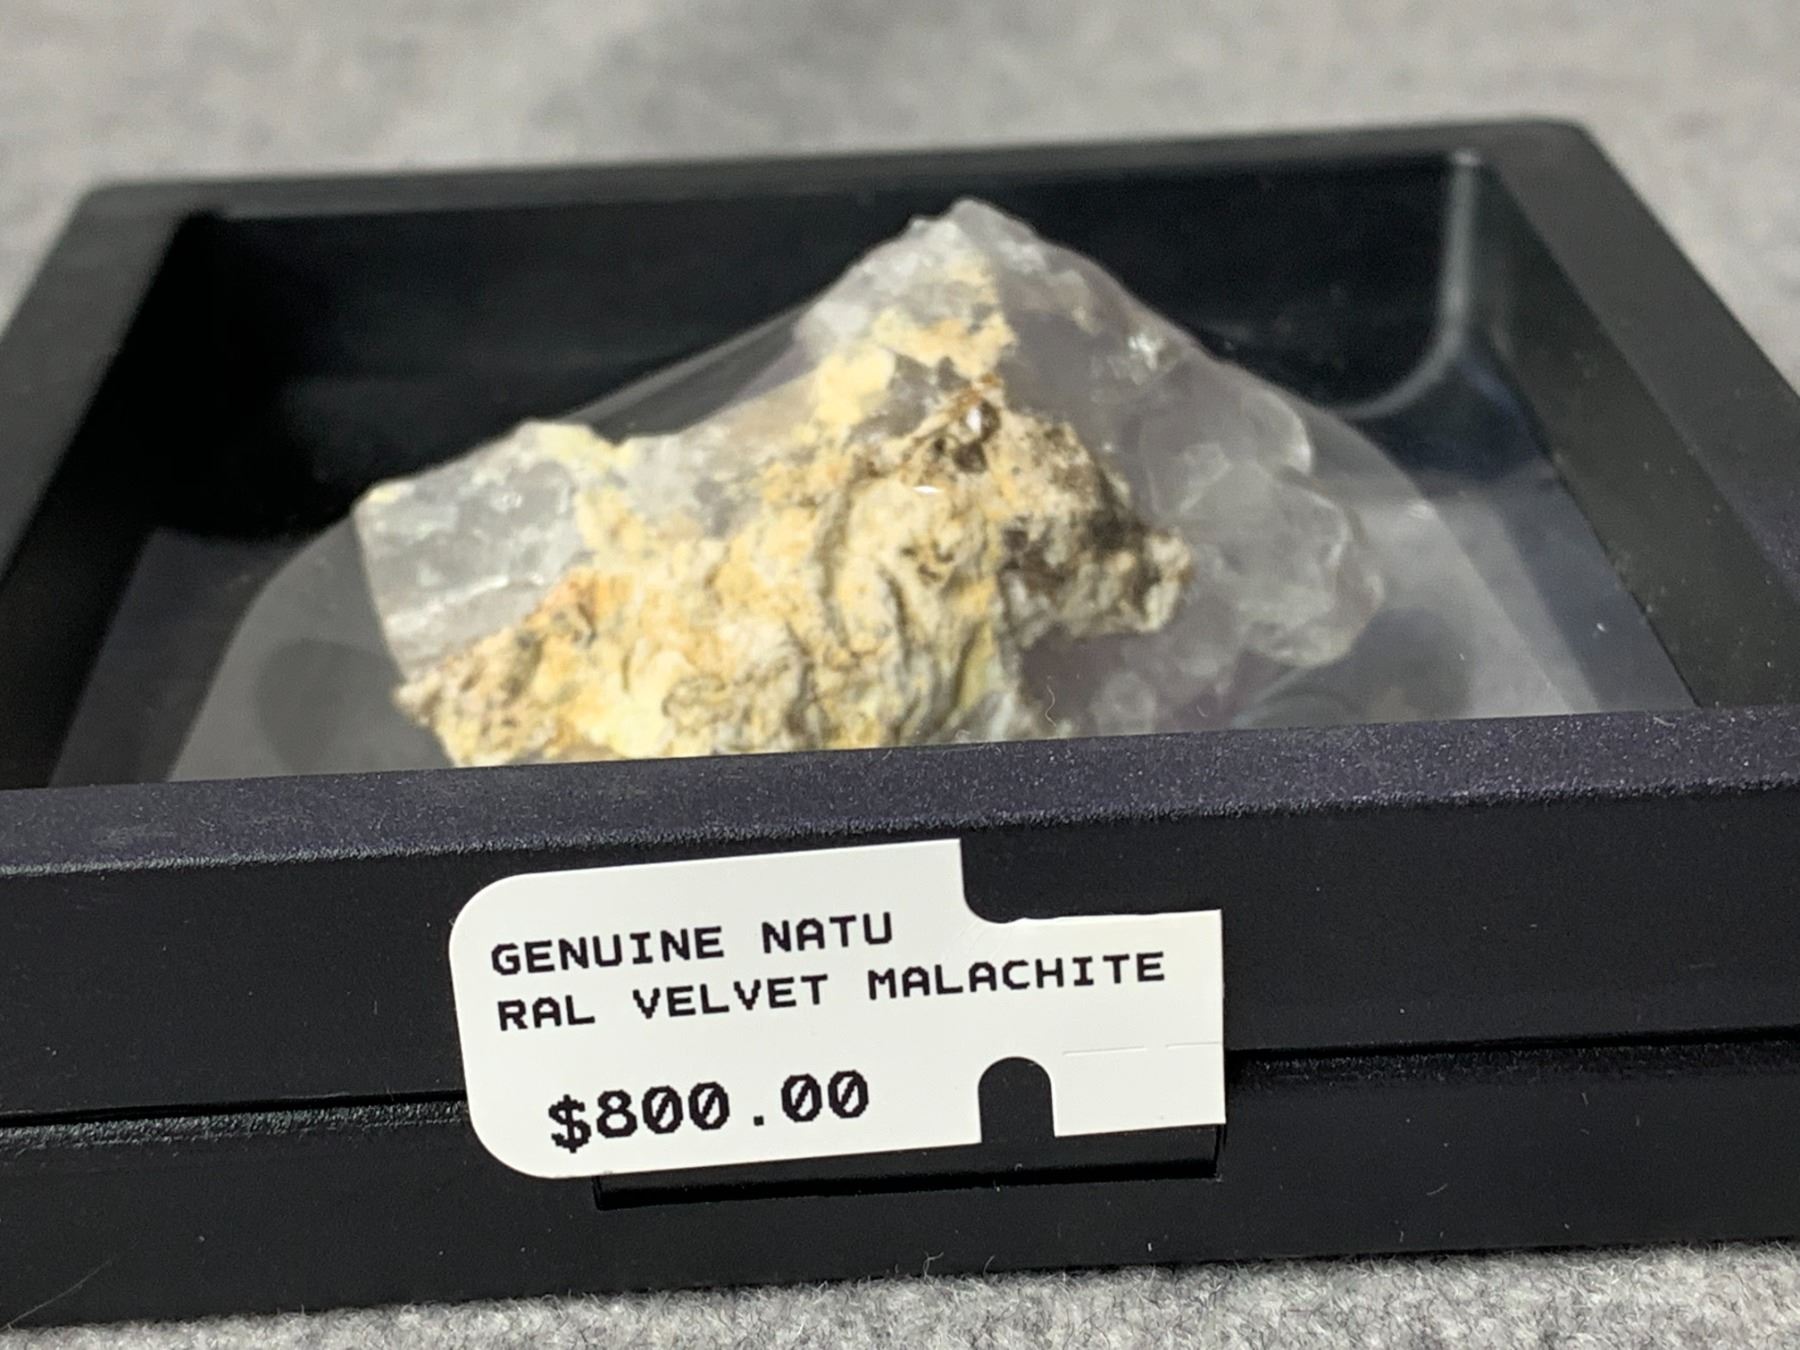 GENUINE NATU
RAL VELVET MALACHITE
$800.00